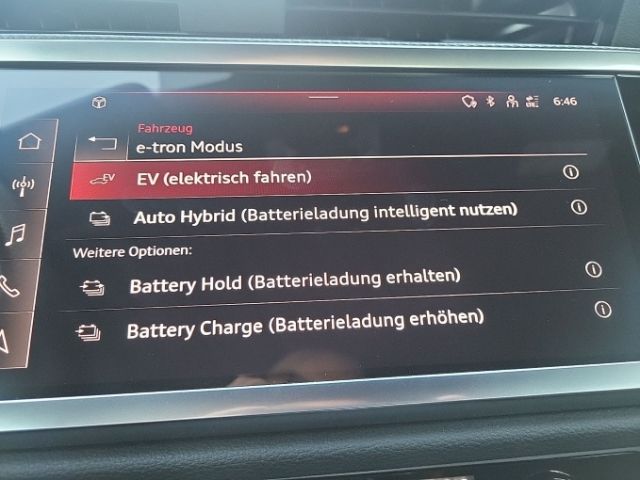 6:46
Fahrzeug
e-tron Modus
EV
EV (elektrisch fahren)
Auto Hybrid (Batterieladung intelligent nutzen)
Weitere Optionen:
Battery Hold (Batterieladung erhalten)
Battery Charge (Batterieladung erhöhen)